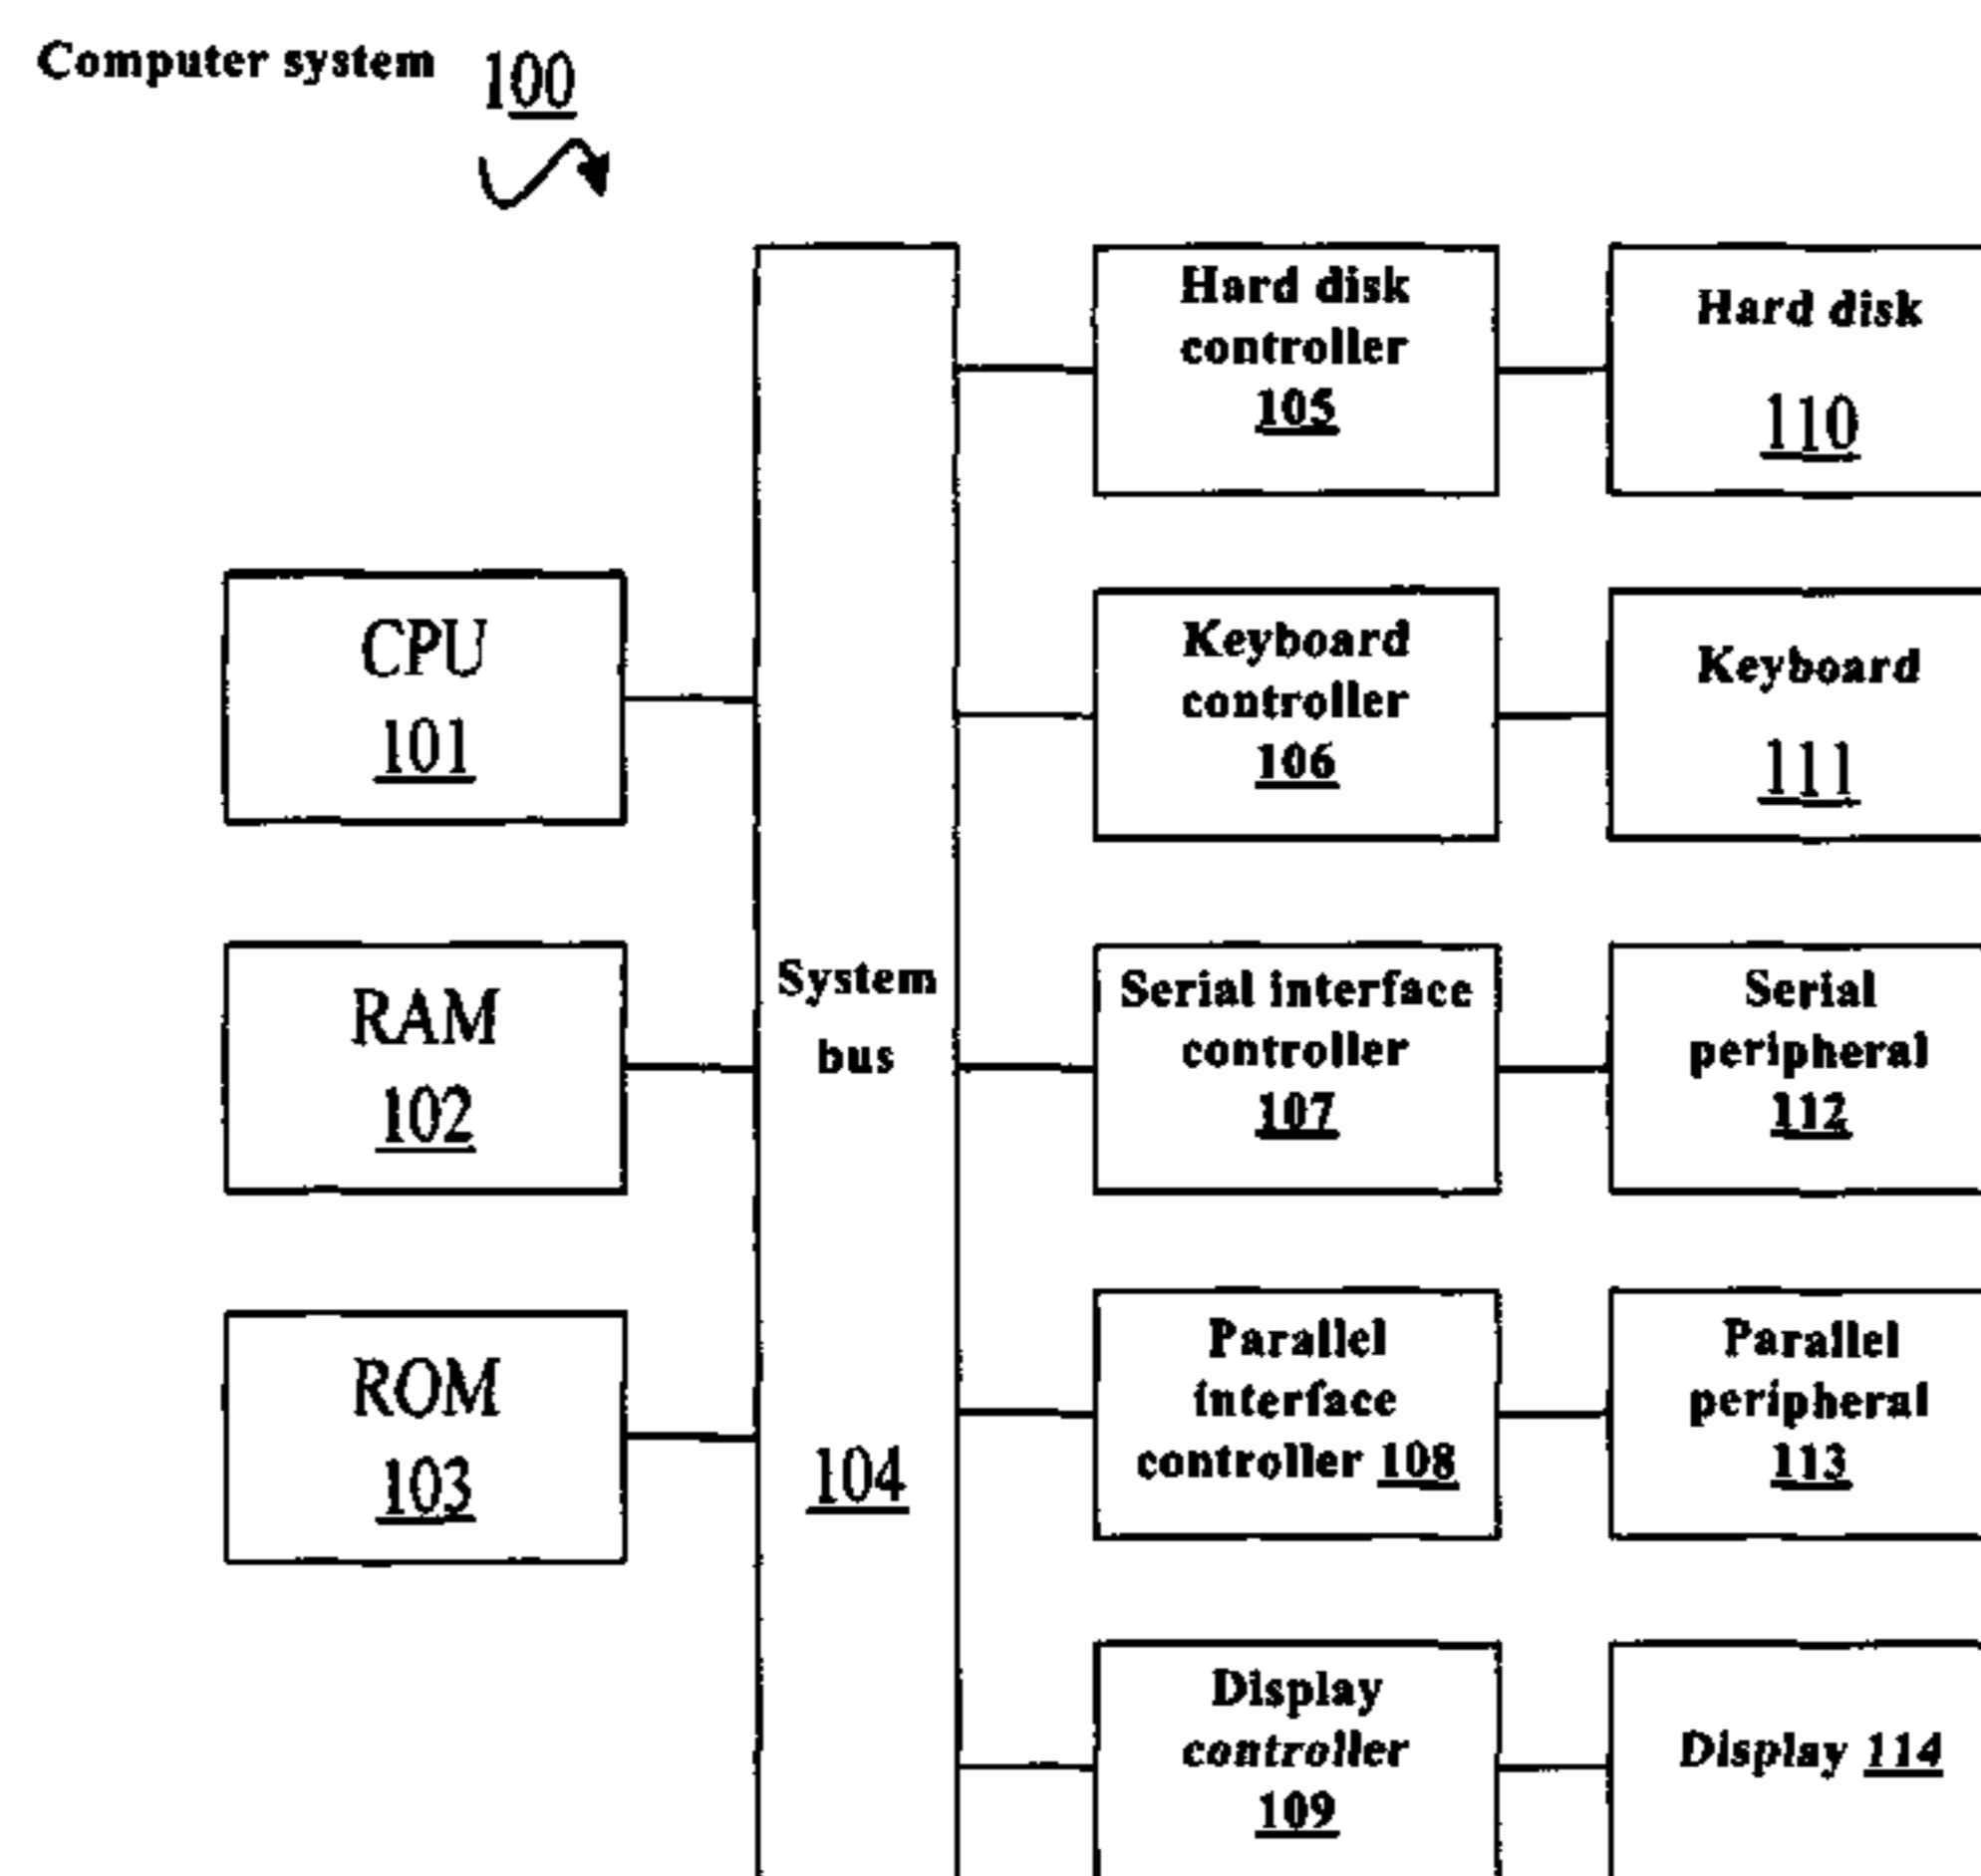 Computer system 100
Hard disk
controller
105
Hard disk
110
CPU
101
Keyboard
controller
106
Keyboard
111
RAM
102
System
bus
104
Serial interface
controller
107
Serial
peripheral
112
ROM
103
Parallel
interface
controller 108
Parallel
peripheral
113
Display
controller
109
Display 114